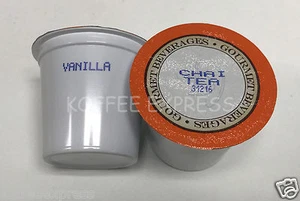 VANILLA
GOURMET BEVERAGES • GOURMET BEVERAGES •
CHAI
TEA
31216
KOFFEE EXPRESS